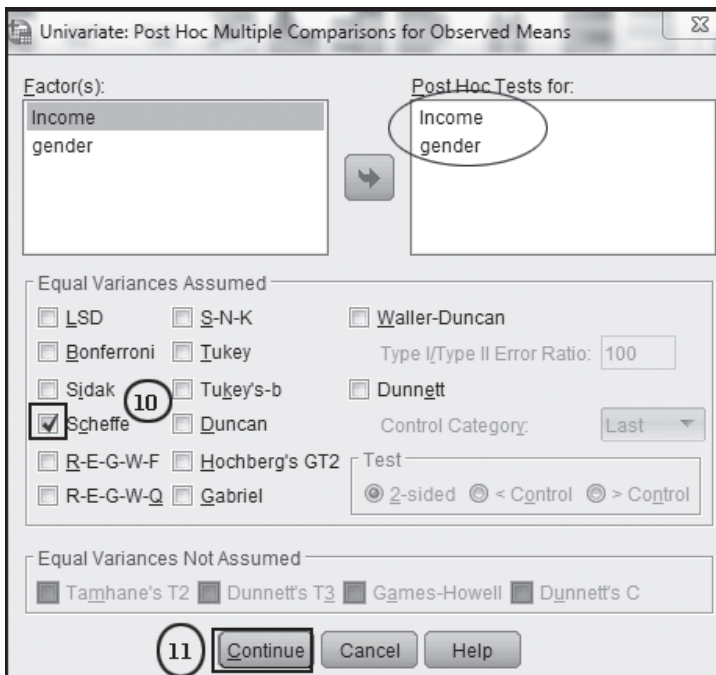 Univariate: Post Hoc Multiple Comparisons for Observed Means
Factor(s):
Income
gender
Post Hoc Tests for:
Income
gender
Equal Variances Assumed
LSD
S-N-K
Waller-Duncan
Bonferroni
Tukey
Type I/Type II Error Ratio: 100
Sidak
Tukey's-b
Dunnett
10
Scheffe
Duncan
Control Category: Last
R-E-G-W-F
Hochberg's GT2
Test
R-E-G-W-Q
Gabriel
2-sided
< Control
> Control
Equal Variances Not Assumed
Tamhane's T2
Dunnett's T3
Games-Howell
Dunnett's C
11
Continue
Cancel
Help